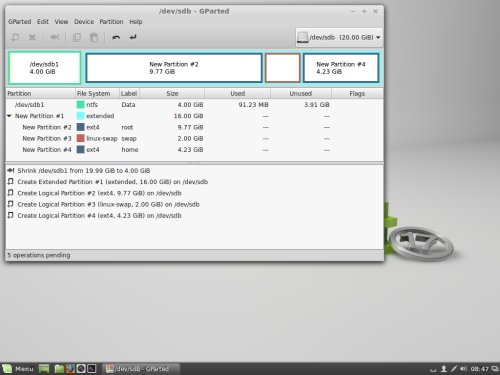 /dev/sdb - GParted
GParted Edit View Device Partition Help
/dev/sdb (20.00 GiB)
/dev/sdb1
4.00 GiB
New Partition #2
9.77 GiB
New Partition #4
4.23 GiB
Partition File System Label Size Used Unused Flags
/dev/sdb1 ntfs Data 4.00 GiB 91.23 MiB 3.91 GiB
New Partition #1 extended 16.00 GiB --- ---
New Partition #2 ext4 root 9.77 GiB --- ---
New Partition #3 linux-swap swap 2.00 GiB --- ---
New Partition #4 ext4 home 4.23 GiB --- ---
Shrink /dev/sdb1 from 19.99 GiB to 4.00 GiB
Create Extended Partition #1 (extended, 16.00 GiB) on /dev/sdb
Create Logical Partition #2 (ext4, 9.77 GiB) on /dev/sdb
Create Logical Partition #3 (linux-swap, 2.00 GiB) on /dev/sdb
Create Logical Partition #4 (ext4, 4.23 GiB) on /dev/sdb
5 operations pending
17
Menu /dev/sdb - GParted 08:47